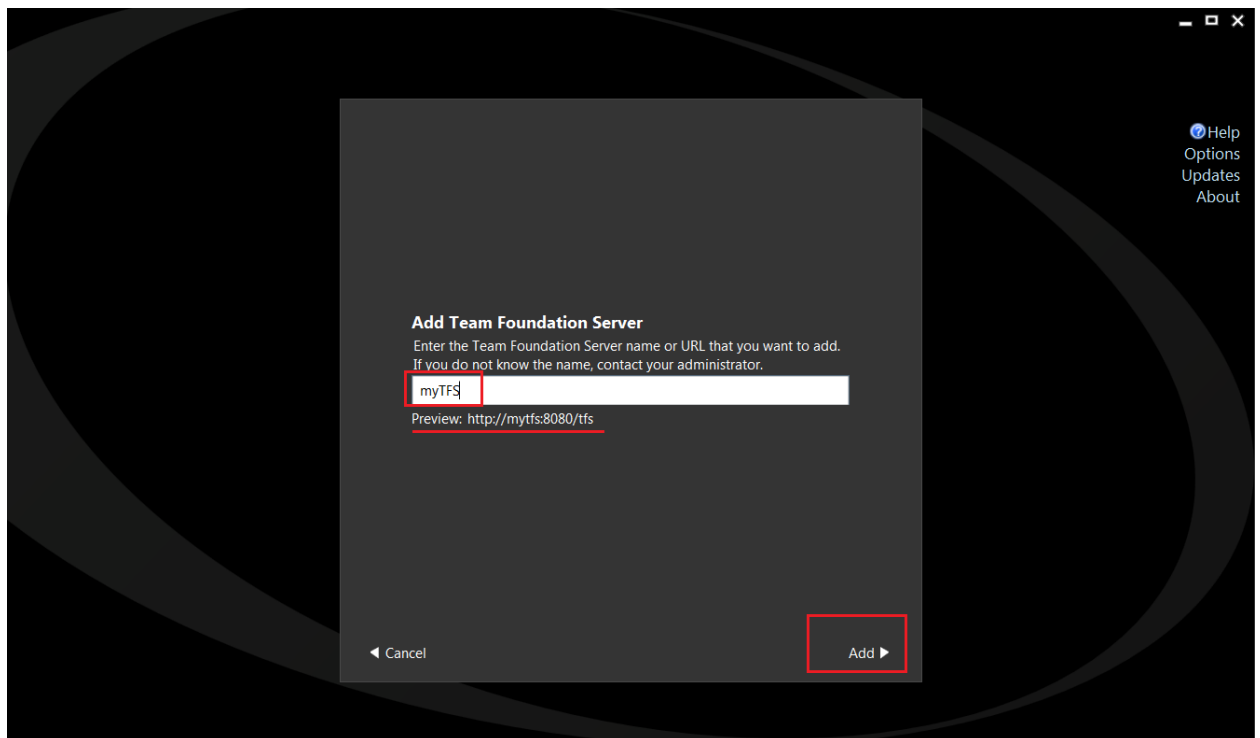 Help
Options
Updates
About
Add Team Foundation Server
Enter the Team Foundation Server name or URL that you want to add.
If you do not know the name, contact your administrator.
myTFS
Preview: http://mytfs:8080/tfs
Cancel
Add